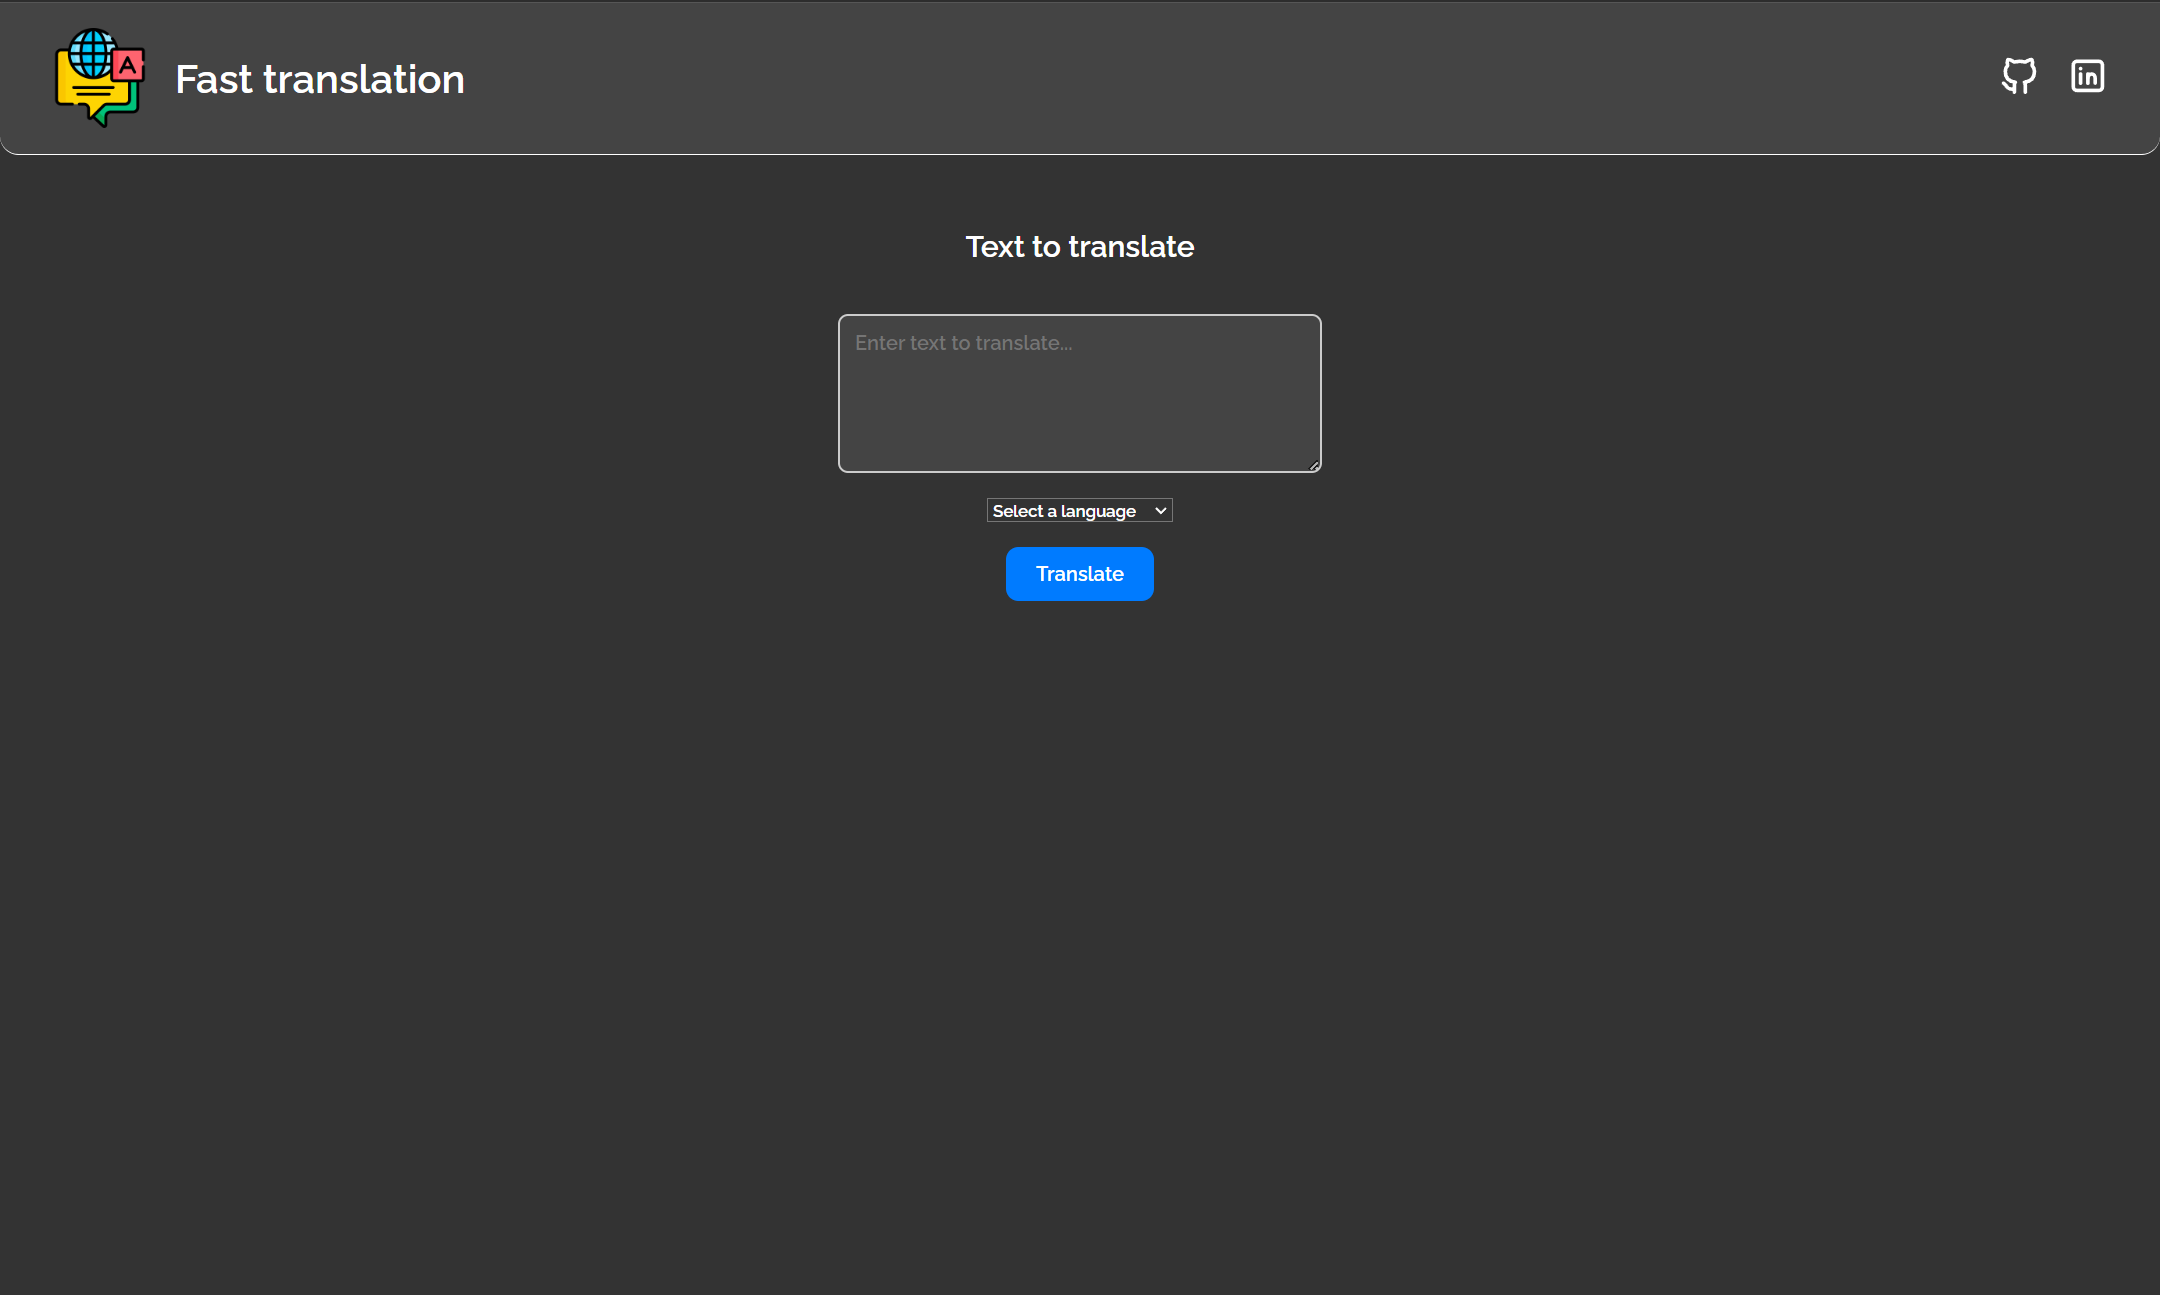 A
Fast translation
in
Text to translate
Enter text to translate...
Select a language
Translate